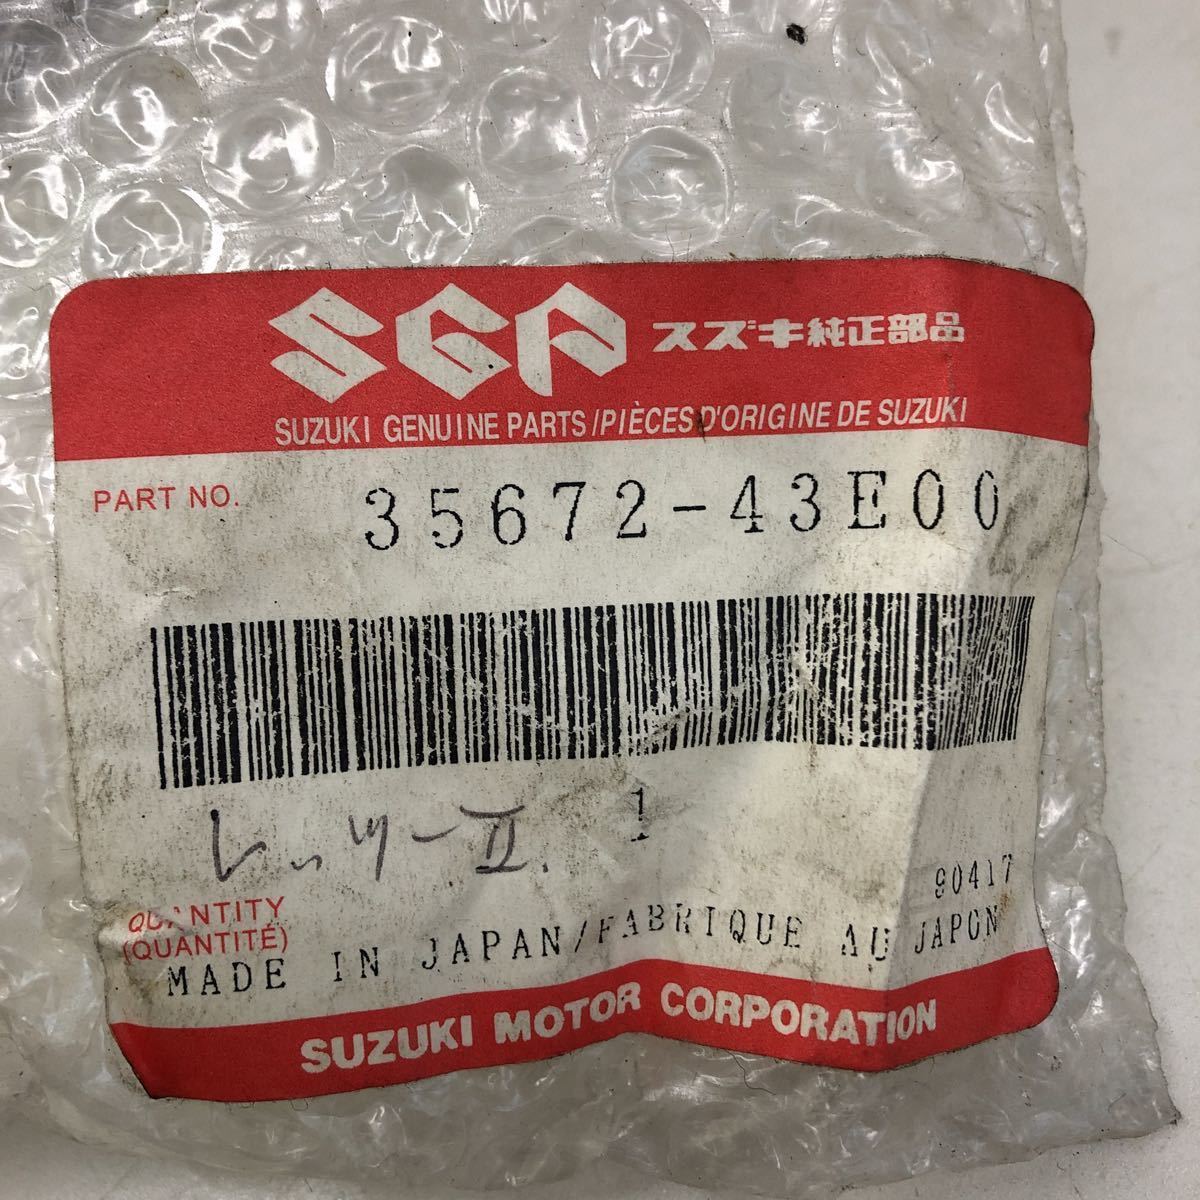 SGP スズキ純正部品
SUZUKI GENUINE PARTS/PIÈCES D'ORIGINE DE SUZUKI
PART NO. 35672-43E00
レッツーII. 1
90417
QUANTITY
(QUANTITÉ)
MADE IN JAPAN/FABRIQUE AU JAPON
SUZUKI MOTOR CORPORATION